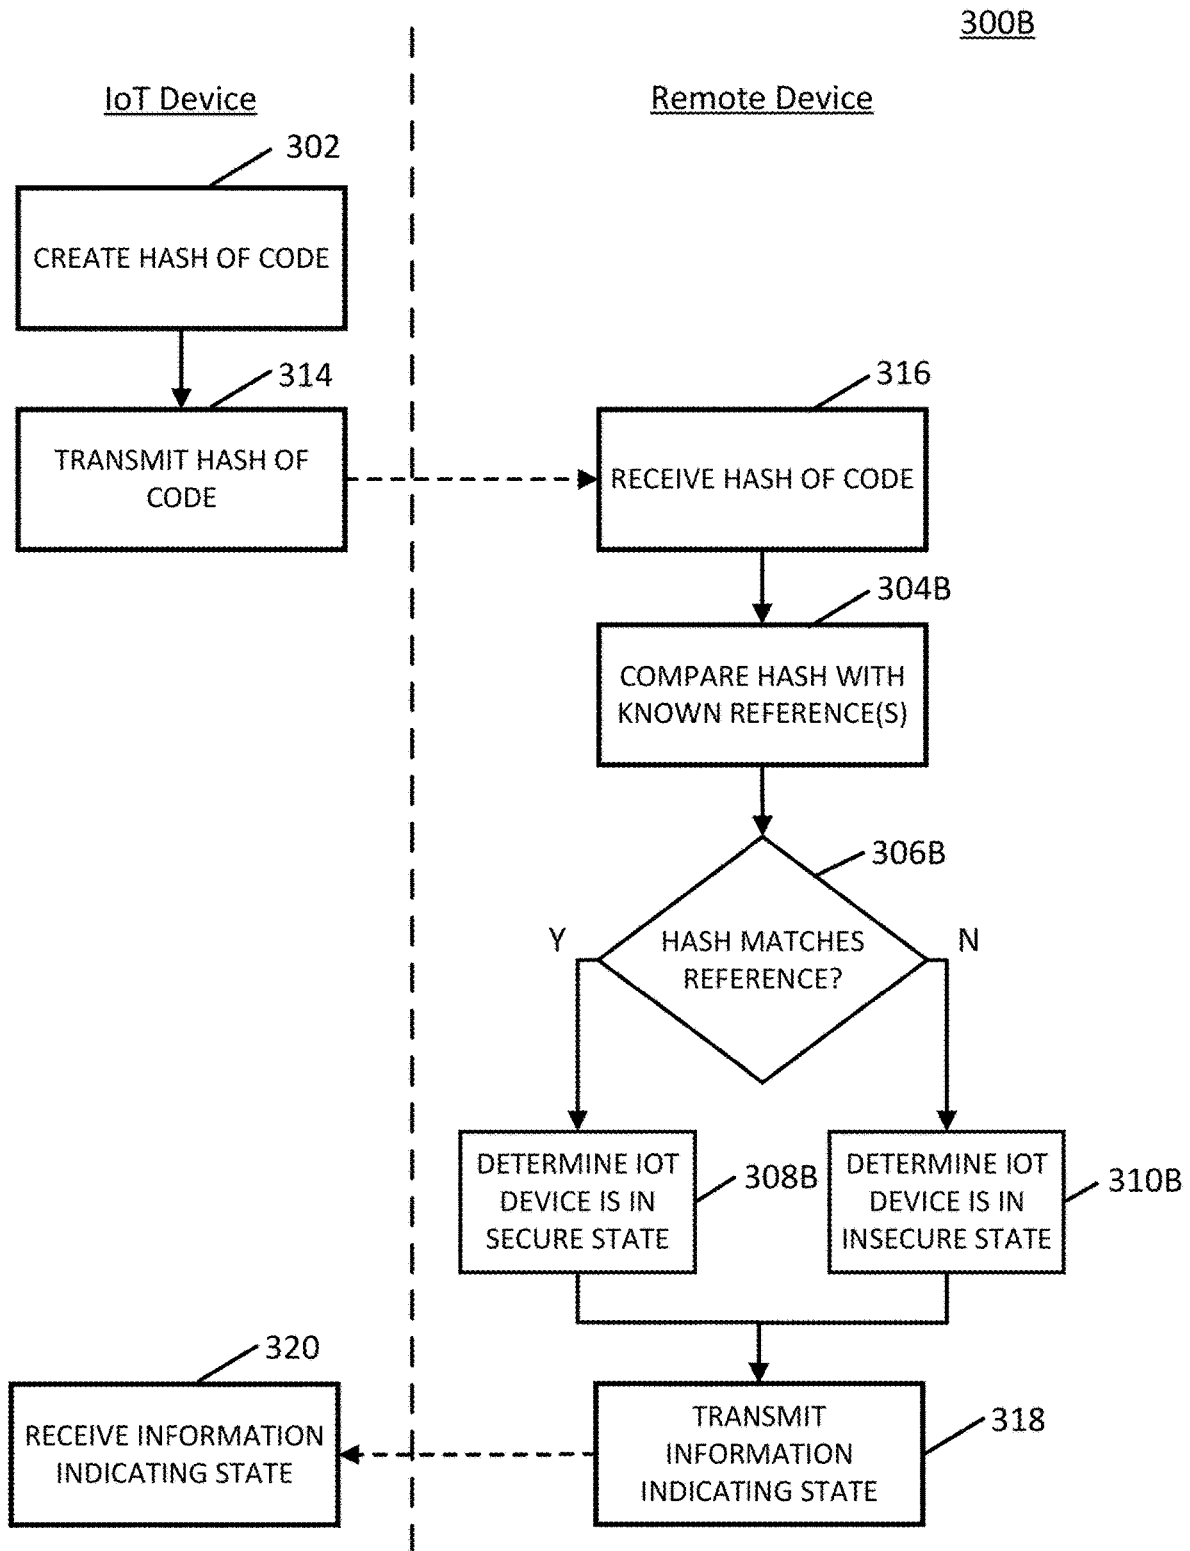 300B
IoT Device
Remote Device
302
CREATE HASH OF CODE
314
TRANSMIT HASH OF
CODE
316
RECEIVE HASH OF CODE
304B
COMPARE HASH WITH
KNOWN REFERENCE(S)
306B
Y
HASH MATCHES
REFERENCE?
N
DETERMINE IOT
DEVICE IS IN
SECURE STATE
308B
DETERMINE IOT
DEVICE IS IN
INSECURE STATE
310B
320
RECEIVE INFORMATION
INDICATING STATE
TRANSMIT
INFORMATION
INDICATING STATE
318